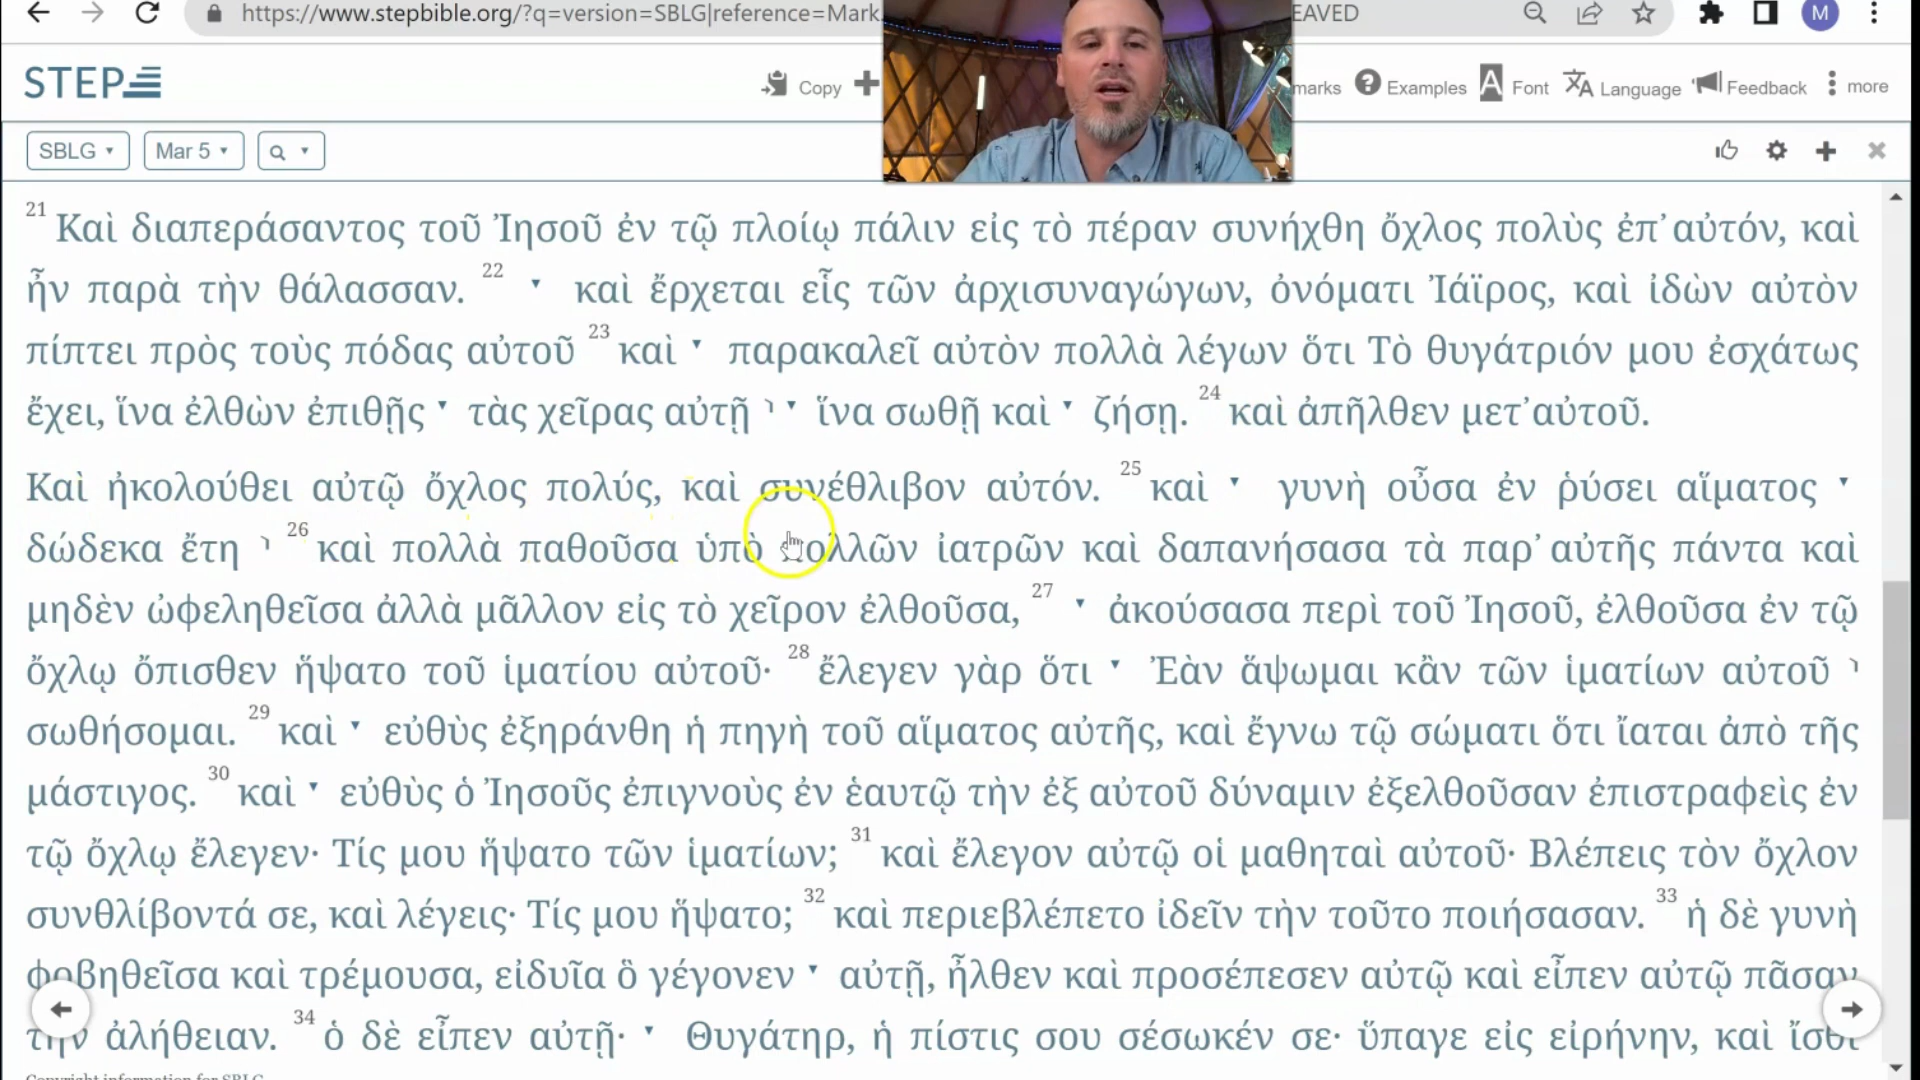 https://www.stepbible.org/?q=version=SBLG|reference=Mark. EAVED M
STEP Copy marks Examples A Font Language Feedback more
SBLG Mar 5
21 Καὶ διαπεράσαντος τοῦ Ἰησοῦ ἐν τῷ πλοίῳ πάλιν εἰς τὸ πέραν συνήχθη ὄχλος πολὺς ἐπ’ αὐτόν, καὶ
ἦν παρὰ τὴν θάλασσαν. 22 ▾ καὶ ἔρχεται εἷς τῶν ἀρχισυναγώγων, ὀνόματι Ἰάϊρος, καὶ ἰδὼν αὐτὸν
πίπτει πρὸς τοὺς πόδας αὐτοῦ 23 καὶ ▾ παρακαλεῖ αὐτὸν πολλὰ λέγων ὅτι Τὸ θυγάτριόν μου ἐσχάτως
ἔχει, ἵνα ἐλθὼν ἐπιθῇς ▾ τὰς χεῖρας αὐτῇ ˺ ▾ ἵνα σωθῇ καὶ ▾ ζήσῃ. 24 καὶ ἀπῆλθεν μετ’ αὐτοῦ.
Καὶ ἠκολούθει αὐτῷ ὄχλος πολύς, καὶ συνέθλιβον αὐτόν. 25 καὶ ▾ γυνὴ οὖσα ἐν ῥύσει αἵματος ▾
δώδεκα ἔτη ˺ 26 καὶ πολλὰ παθοῦσα ὑπὸ πολλῶν ἰατρῶν καὶ δαπανήσασα τὰ παρ’ αὐτῆς πάντα καὶ
μηδὲν ὠφεληθεῖσα ἀλλὰ μᾶλλον εἰς τὸ χεῖρον ἐλθοῦσα, 27 ▾ ἀκούσασα περὶ τοῦ Ἰησοῦ, ἐλθοῦσα ἐν τῷ
ὄχλῳ ὄπισθεν ἥψατο τοῦ ἱματίου αὐτοῦ· 28 ἔλεγεν γὰρ ὅτι ▾ Ἐὰν ἅψωμαι κἂν τῶν ἱματίων αὐτοῦ ˺
σωθήσομαι. 29 καὶ ▾ εὐθὺς ἐξηράνθη ἡ πηγὴ τοῦ αἵματος αὐτῆς, καὶ ἔγνω τῷ σώματι ὅτι ἴαται ἀπὸ τῆς
μάστιγος. 30 καὶ ▾ εὐθὺς ὁ Ἰησοῦς ἐπιγνοὺς ἐν ἑαυτῷ τὴν ἐξ αὐτοῦ δύναμιν ἐξελθοῦσαν ἐπιστραφεὶς ἐν
τῷ ὄχλῳ ἔλεγεν· Τίς μου ἥψατο τῶν ἱματίων; 31 καὶ ἔλεγον αὐτῷ οἱ μαθηταὶ αὐτοῦ· Βλέπεις τὸν ὄχλον
συνθλίβοντά σε, καὶ λέγεις· Τίς μου ἥψατο; 32 καὶ περιεβλέπετο ἰδεῖν τὴν τοῦτο ποιήσασαν. 33 ἡ δὲ γυνὴ
φοβηθεῖσα καὶ τρέμουσα, εἰδυῖα ὃ γέγονεν ▾ αὐτῇ, ἦλθεν καὶ προσέπεσεν αὐτῷ καὶ εἶπεν αὐτῷ πᾶσαν
τὴν ἀλήθειαν. 34 ὁ δὲ εἶπεν αὐτῇ· ▾ Θυγάτηρ, ἡ πίστις σου σέσωκέν σε· ὕπαγε εἰς εἰρήνην, καὶ ἴσθι
Copyright information for SBLG